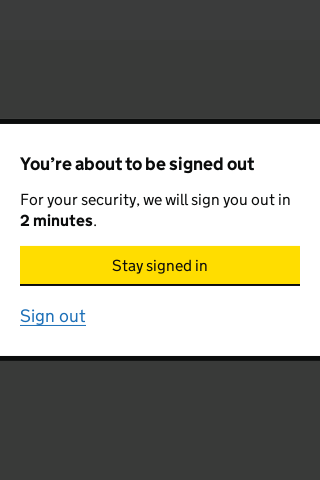 You’re about to be signed out
For your security, we will sign you out in
2 minutes.
Stay signed in
Sign out